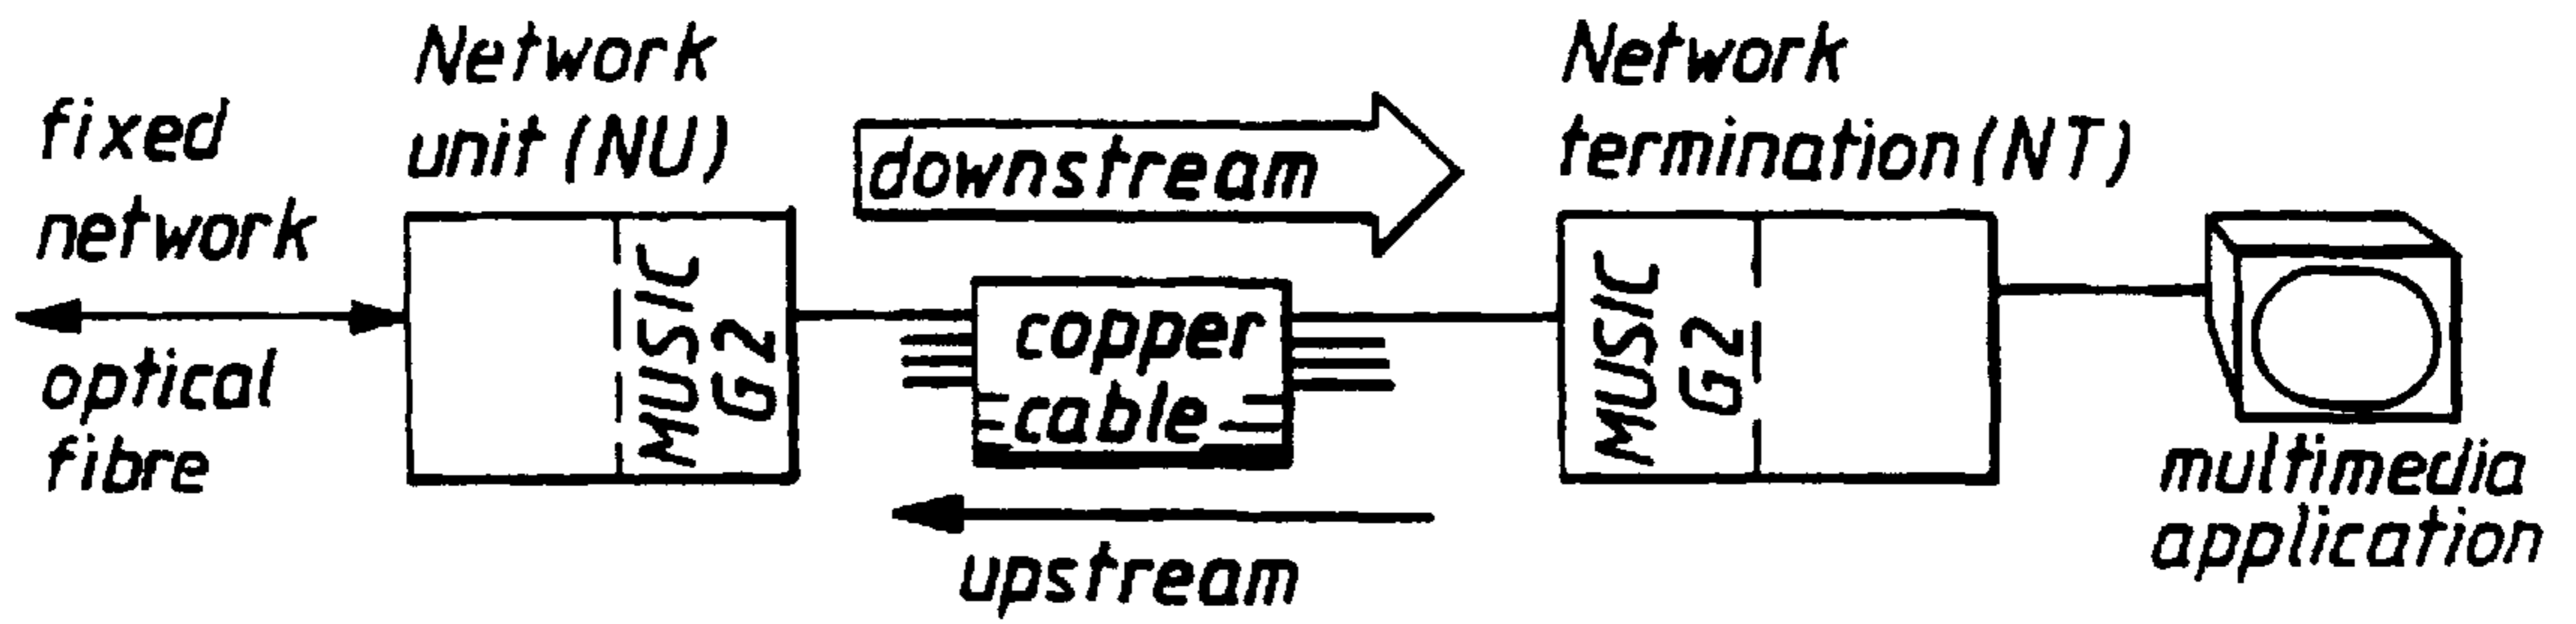 fixed
network
optical
fibre
Network
unit (NU)
MUSIC
G2
downstream
copper
cable
upstream
Network
termination (NT)
MUSIC
G2
multimedia
application